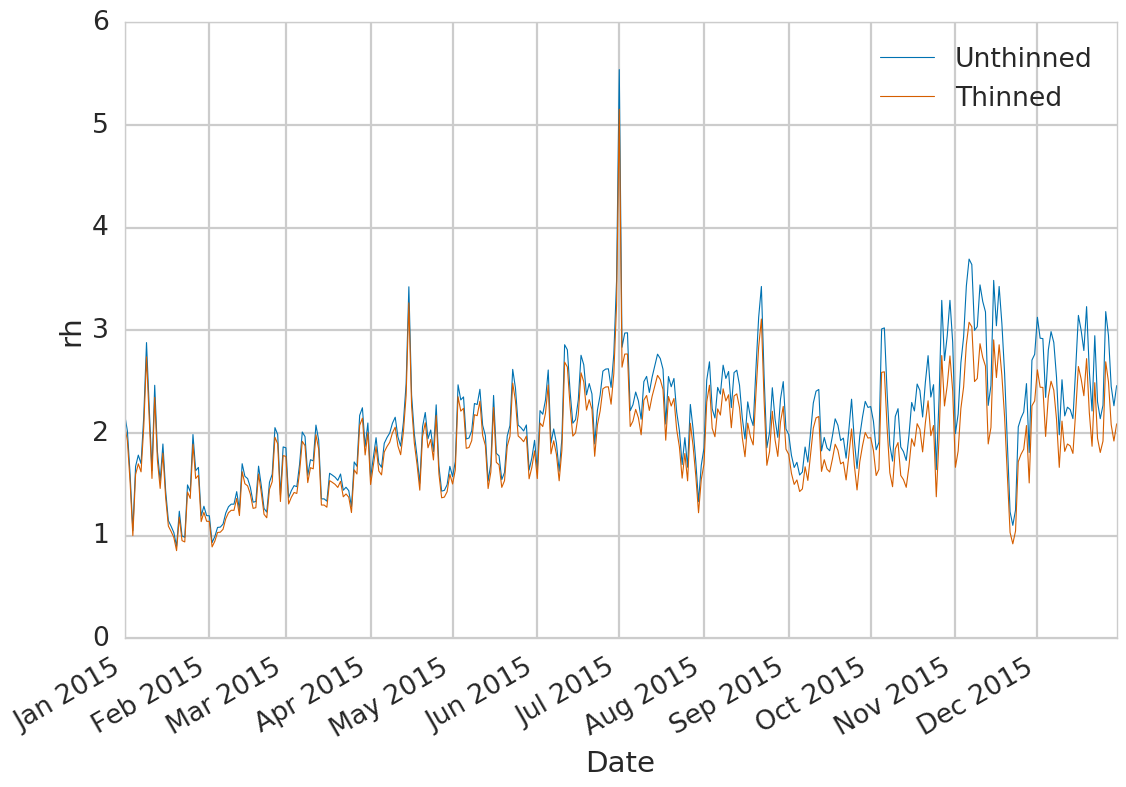 6
Unthinned
Thinned
5
4
3
rh
2
1
0
Jan 2015
Feb 2015
Mar 2015
Apr 2015
May 2015
Jun 2015
Jul 2015
Aug 2015
Sep 2015
Oct 2015
Nov 2015
Dec 2015
Date